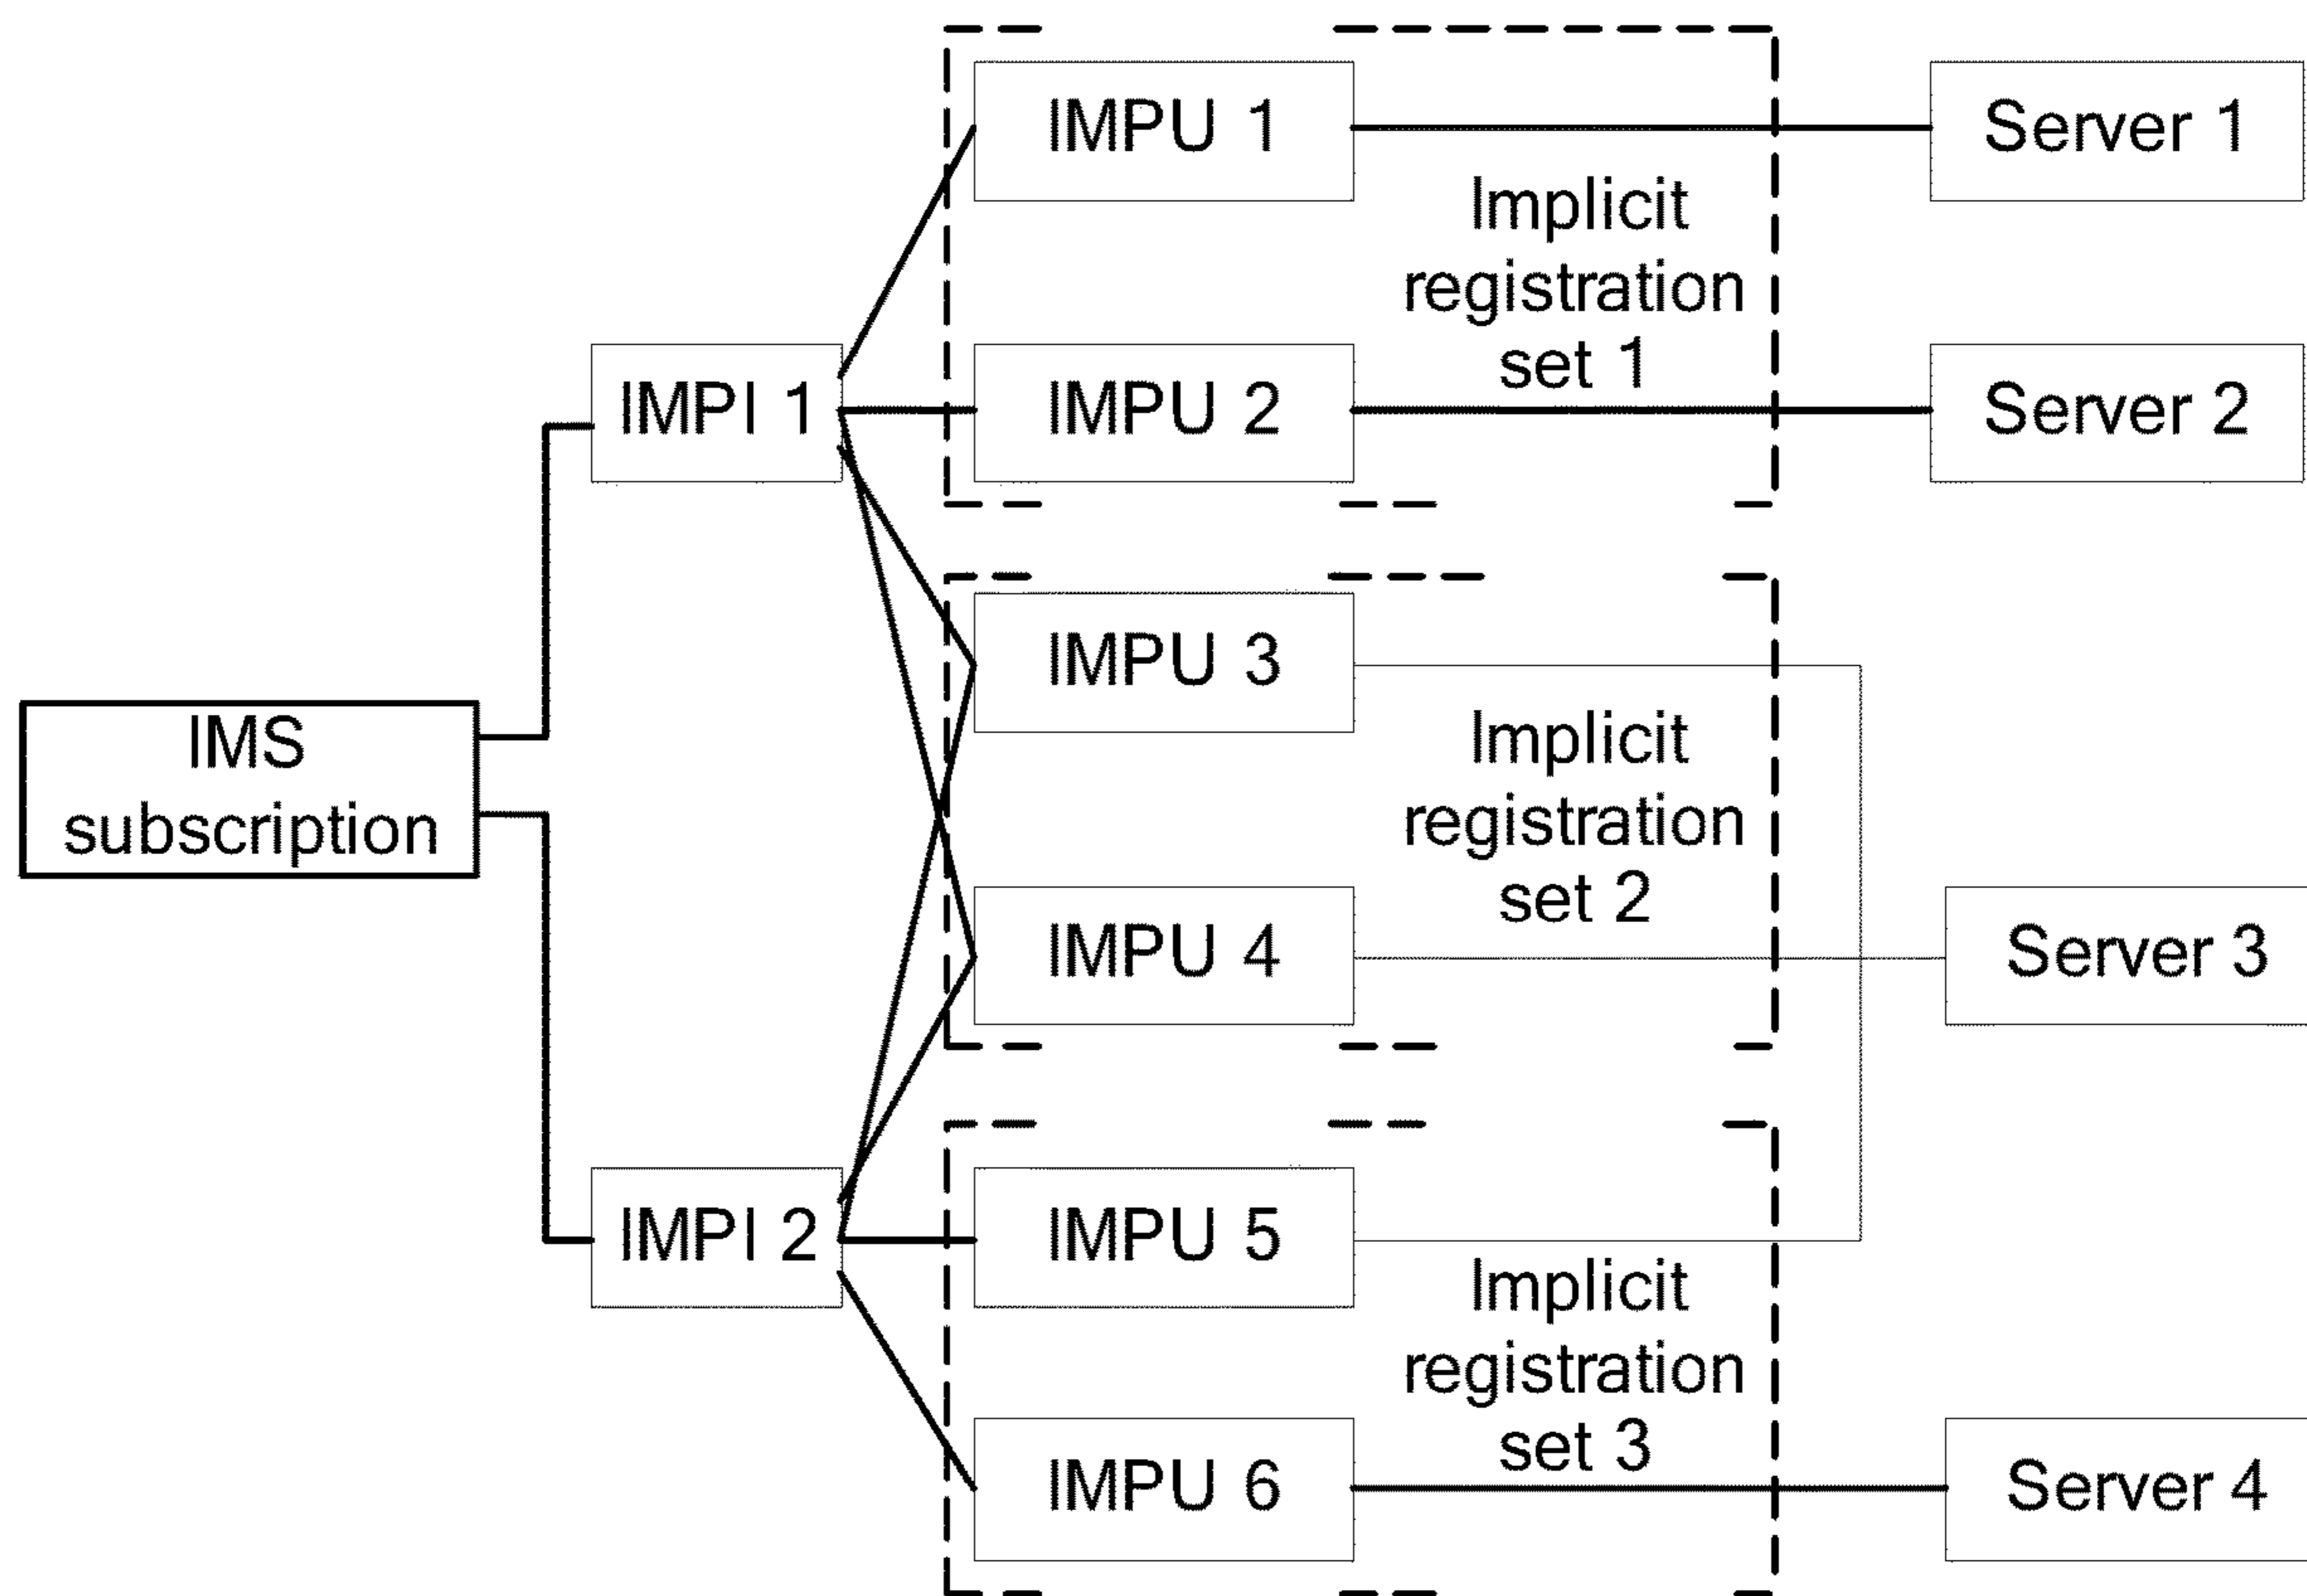 IMPU 1
Server 1
Implicit
registration
set 1
IMPI 1
IMPU 2
Server 2
IMPU 3
Implicit
registration
set 2
IMS
subscription
IMPU 4
Server 3
IMPI 2
IMPU 5
Implicit
registration
set 3
IMPU 6
Server 4